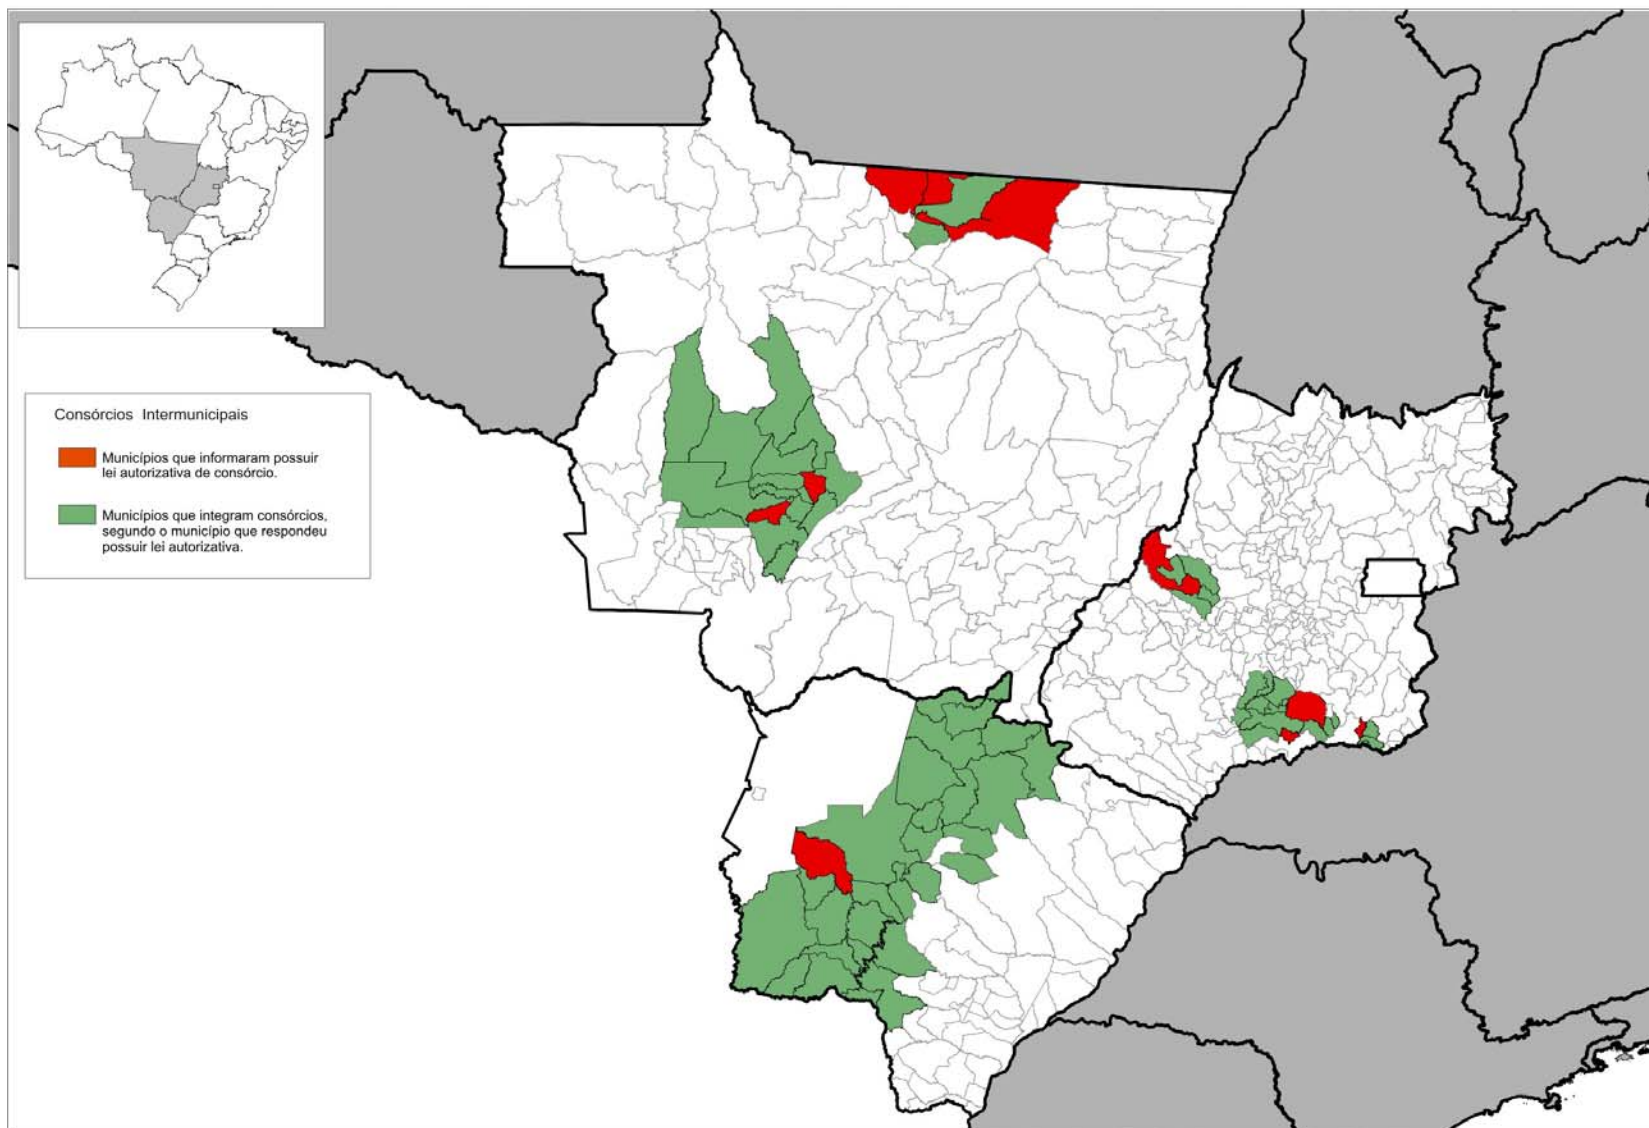 Consórcios Intermunicipais
Municípios que informaram possuir
lei autorizativa de consórcio.
Municípios que integram consórcios,
segundo o município que respondeu
possuir lei autorizativa.